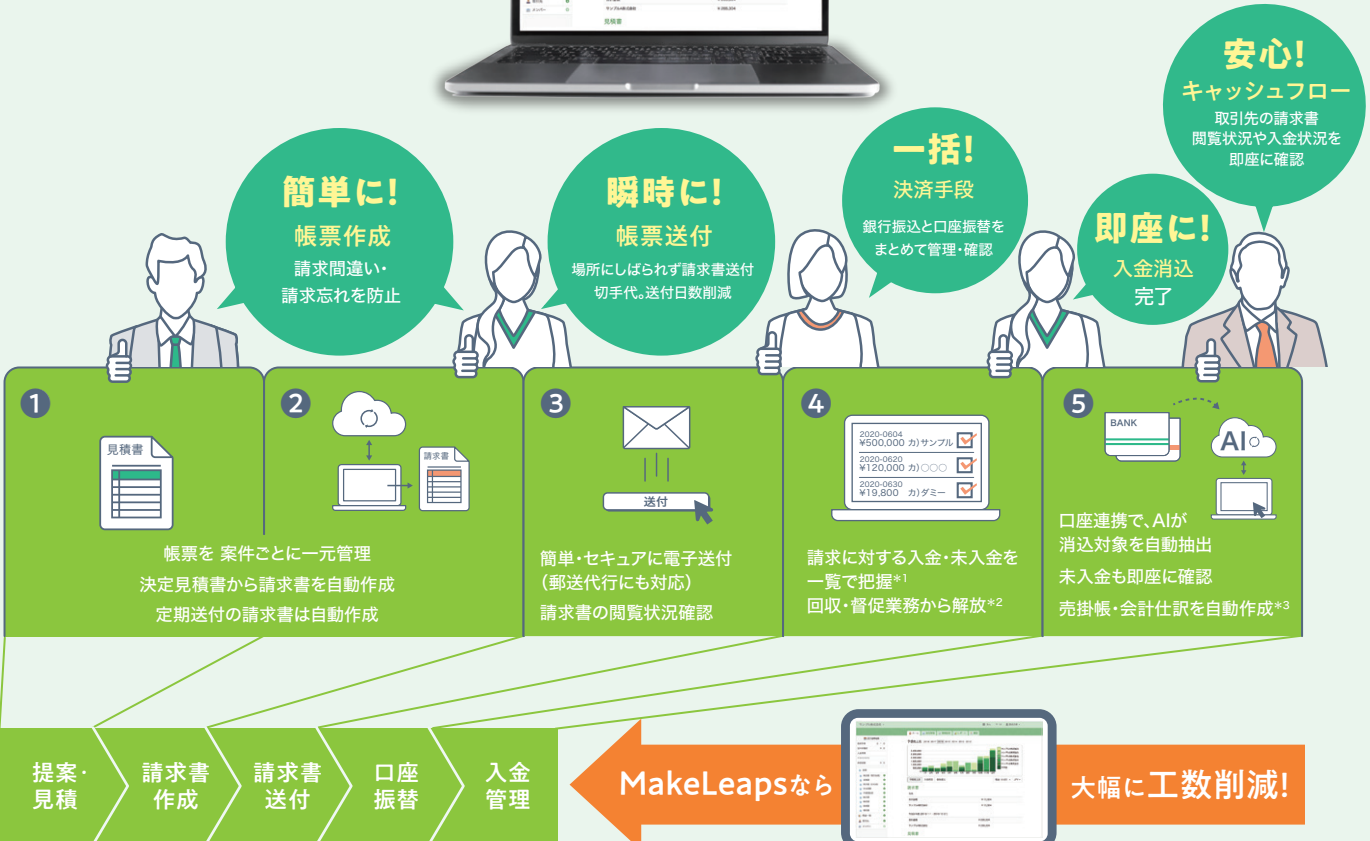 見積書
安心!
キャッシュフロー
取引先の請求書
閲覧状況や入金状況を
即座に確認
簡単に!
帳票作成
請求間違い・
請求忘れを防止
瞬時に!
帳票送付
場所にしばられず請求書送付
切手代。送付日数削減
一括!
決済手段
銀行振込と口座振替を
まとめて管理・確認
即座に!
入金消込
完了
1
見積書
2
請求書
帳票を 案件ごとに一元管理
決定見積書から請求書を自動作成
定期送付の請求書は自動作成
3
送付
簡単・セキュアに電子送付
（郵送代行にも対応）
請求書の閲覧状況確認
4
2020-0604
¥500,000 カ)サンプル
2020-0620
¥120,000 カ)○○○
2020-0630
¥19,800 カ)ダミー
請求に対する入金・未入金を
一覧で把握*1
回収・督促業務から解放*2
5
BANK
AI
口座連携で、AIが
消込対象を自動抽出
未入金も即座に確認
売掛帳・会計仕訳を自動作成*3
提案・
見積
請求書
作成
請求書
送付
口座
振替
入金
管理
MakeLeapsなら
大幅に工数削減!